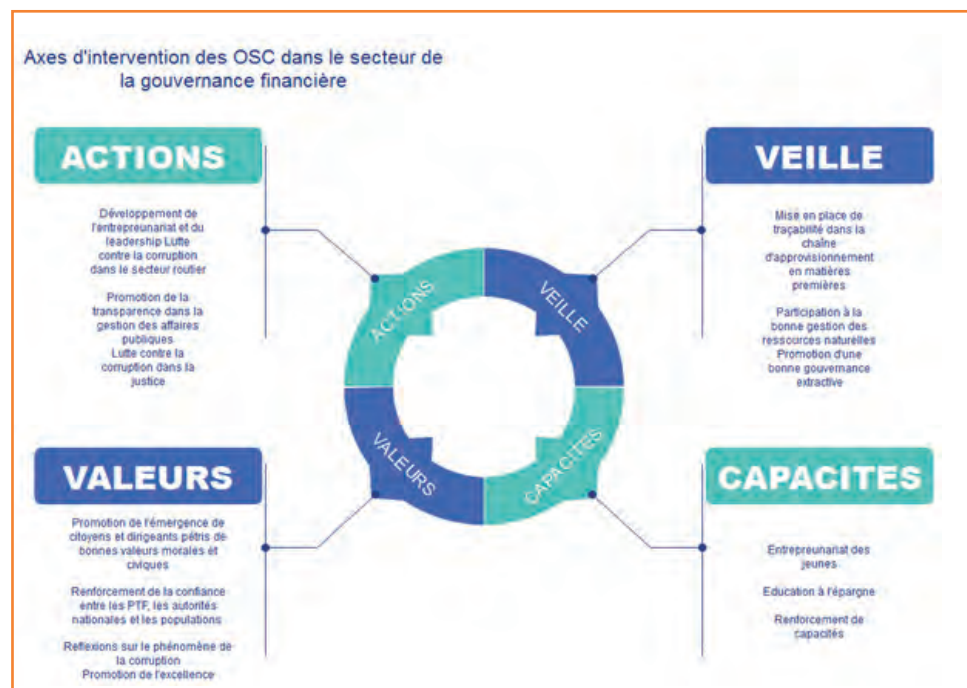 Axes d'intervention des OSC dans le secteur de
la gouvernance financière
ACTIONS
Développement de
l'entrepreunariat et du
leadership Lutte
contre la corruption
dans le secteur routier
Promotion de la
transparence dans la
gestion des affaires
publiques
Lutte contre la
corruption dans la
justice
VEILLE
Mise en place de
traçabilité dans la
chaîne
d'approvisionnement
en matières
premières
Participation à la
bonne gestion des
ressources naturelles
Promotion d'une
bonne gouvernance
extractive
ACTIONS
VEILLE
VALEURS
CAPACITES
VALEURS
Promotion de l'émergence de
citoyens et dirigeants pétris de
bonnes valeurs morales et
civiques
Renforcement de la confiance
entre les PTF, les autorités
nationales et les populations
Reflexions sur le phénomène de
la corruption
Promotion de l'excellence
CAPACITES
Entrepreunariat des
jeunes
Education à l'épargne
Renforcement de
capacités